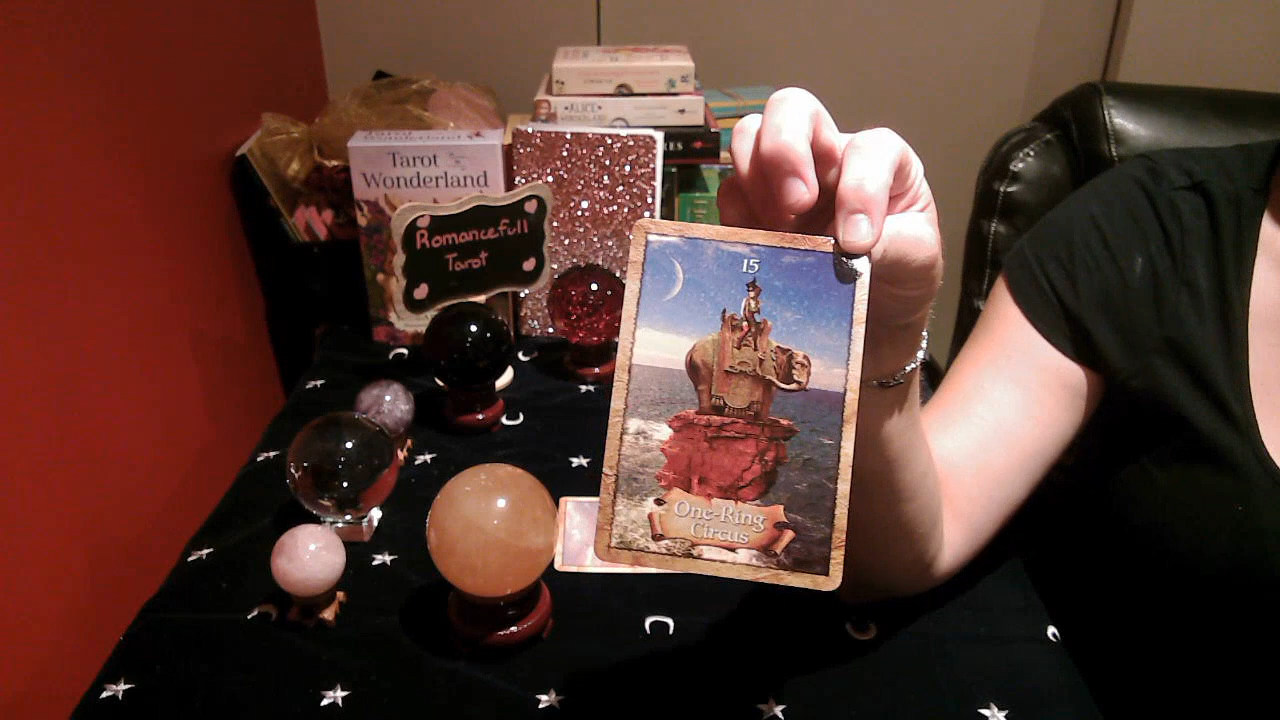 Tarot
Wonderland
Romancefull
Tarot
ALICE
15
One-Ring
Circus